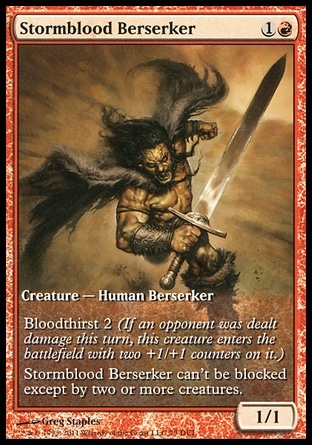 Stormblood Berserker 1
Creature — Human Berserker
Bloodthirst 2 (If an opponent was dealt
damage this turn, this creature enters the
battlefield with two +1/+1 counters on it.)
Stormblood Berserker can't be blocked
except by two or more creatures.
Greg Staples
1/1